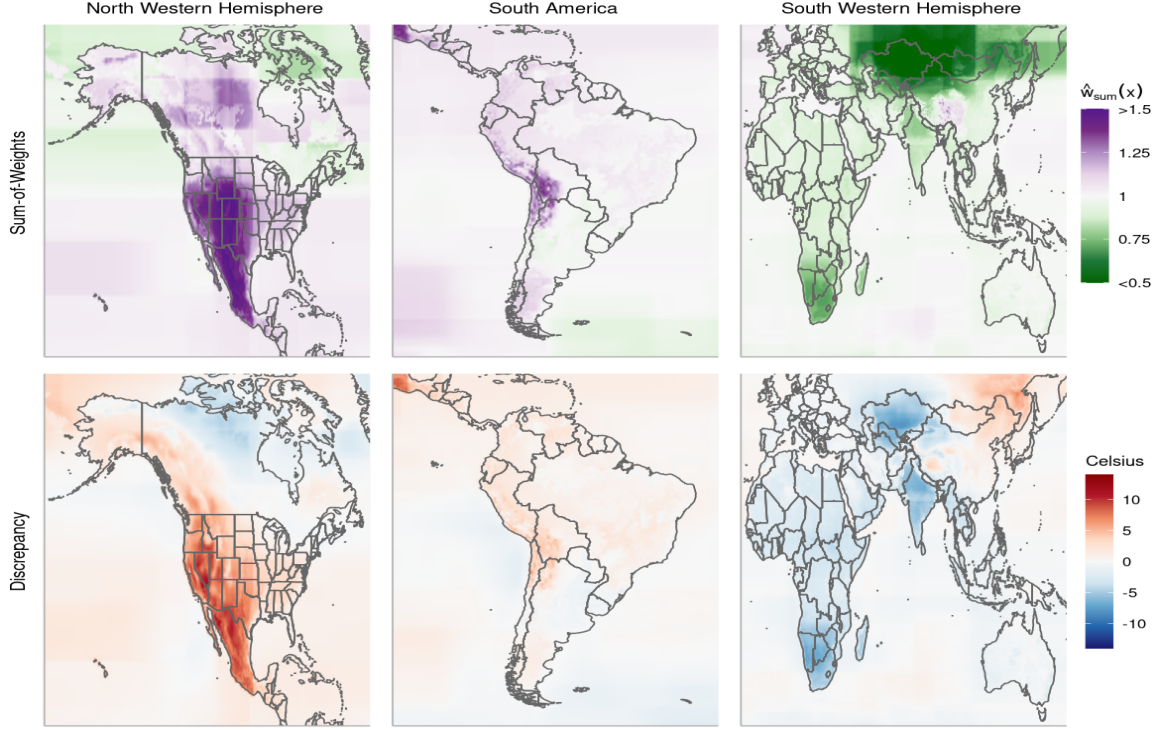 North Western Hemisphere
South America
South Western Hemisphere
Sum-of-Weights
ŵsum(x)
>1.5
1.25
1
0.75
<0.5
Discrepancy
Celsius
10
5
0
-5
-10